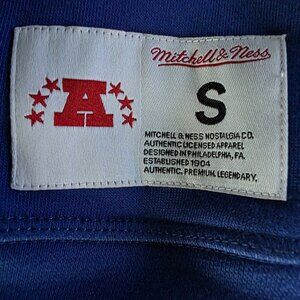 Mitchell & Ness
A
S
MITCHELL & NESS NOSTALGIA CO.
AUTHENTIC LICENSED APPAREL
DESIGNED IN PHILADELPHIA, PA.
ESTABLISHED 1904
AUTHENTIC. PREMIUM. LEGENDARY.